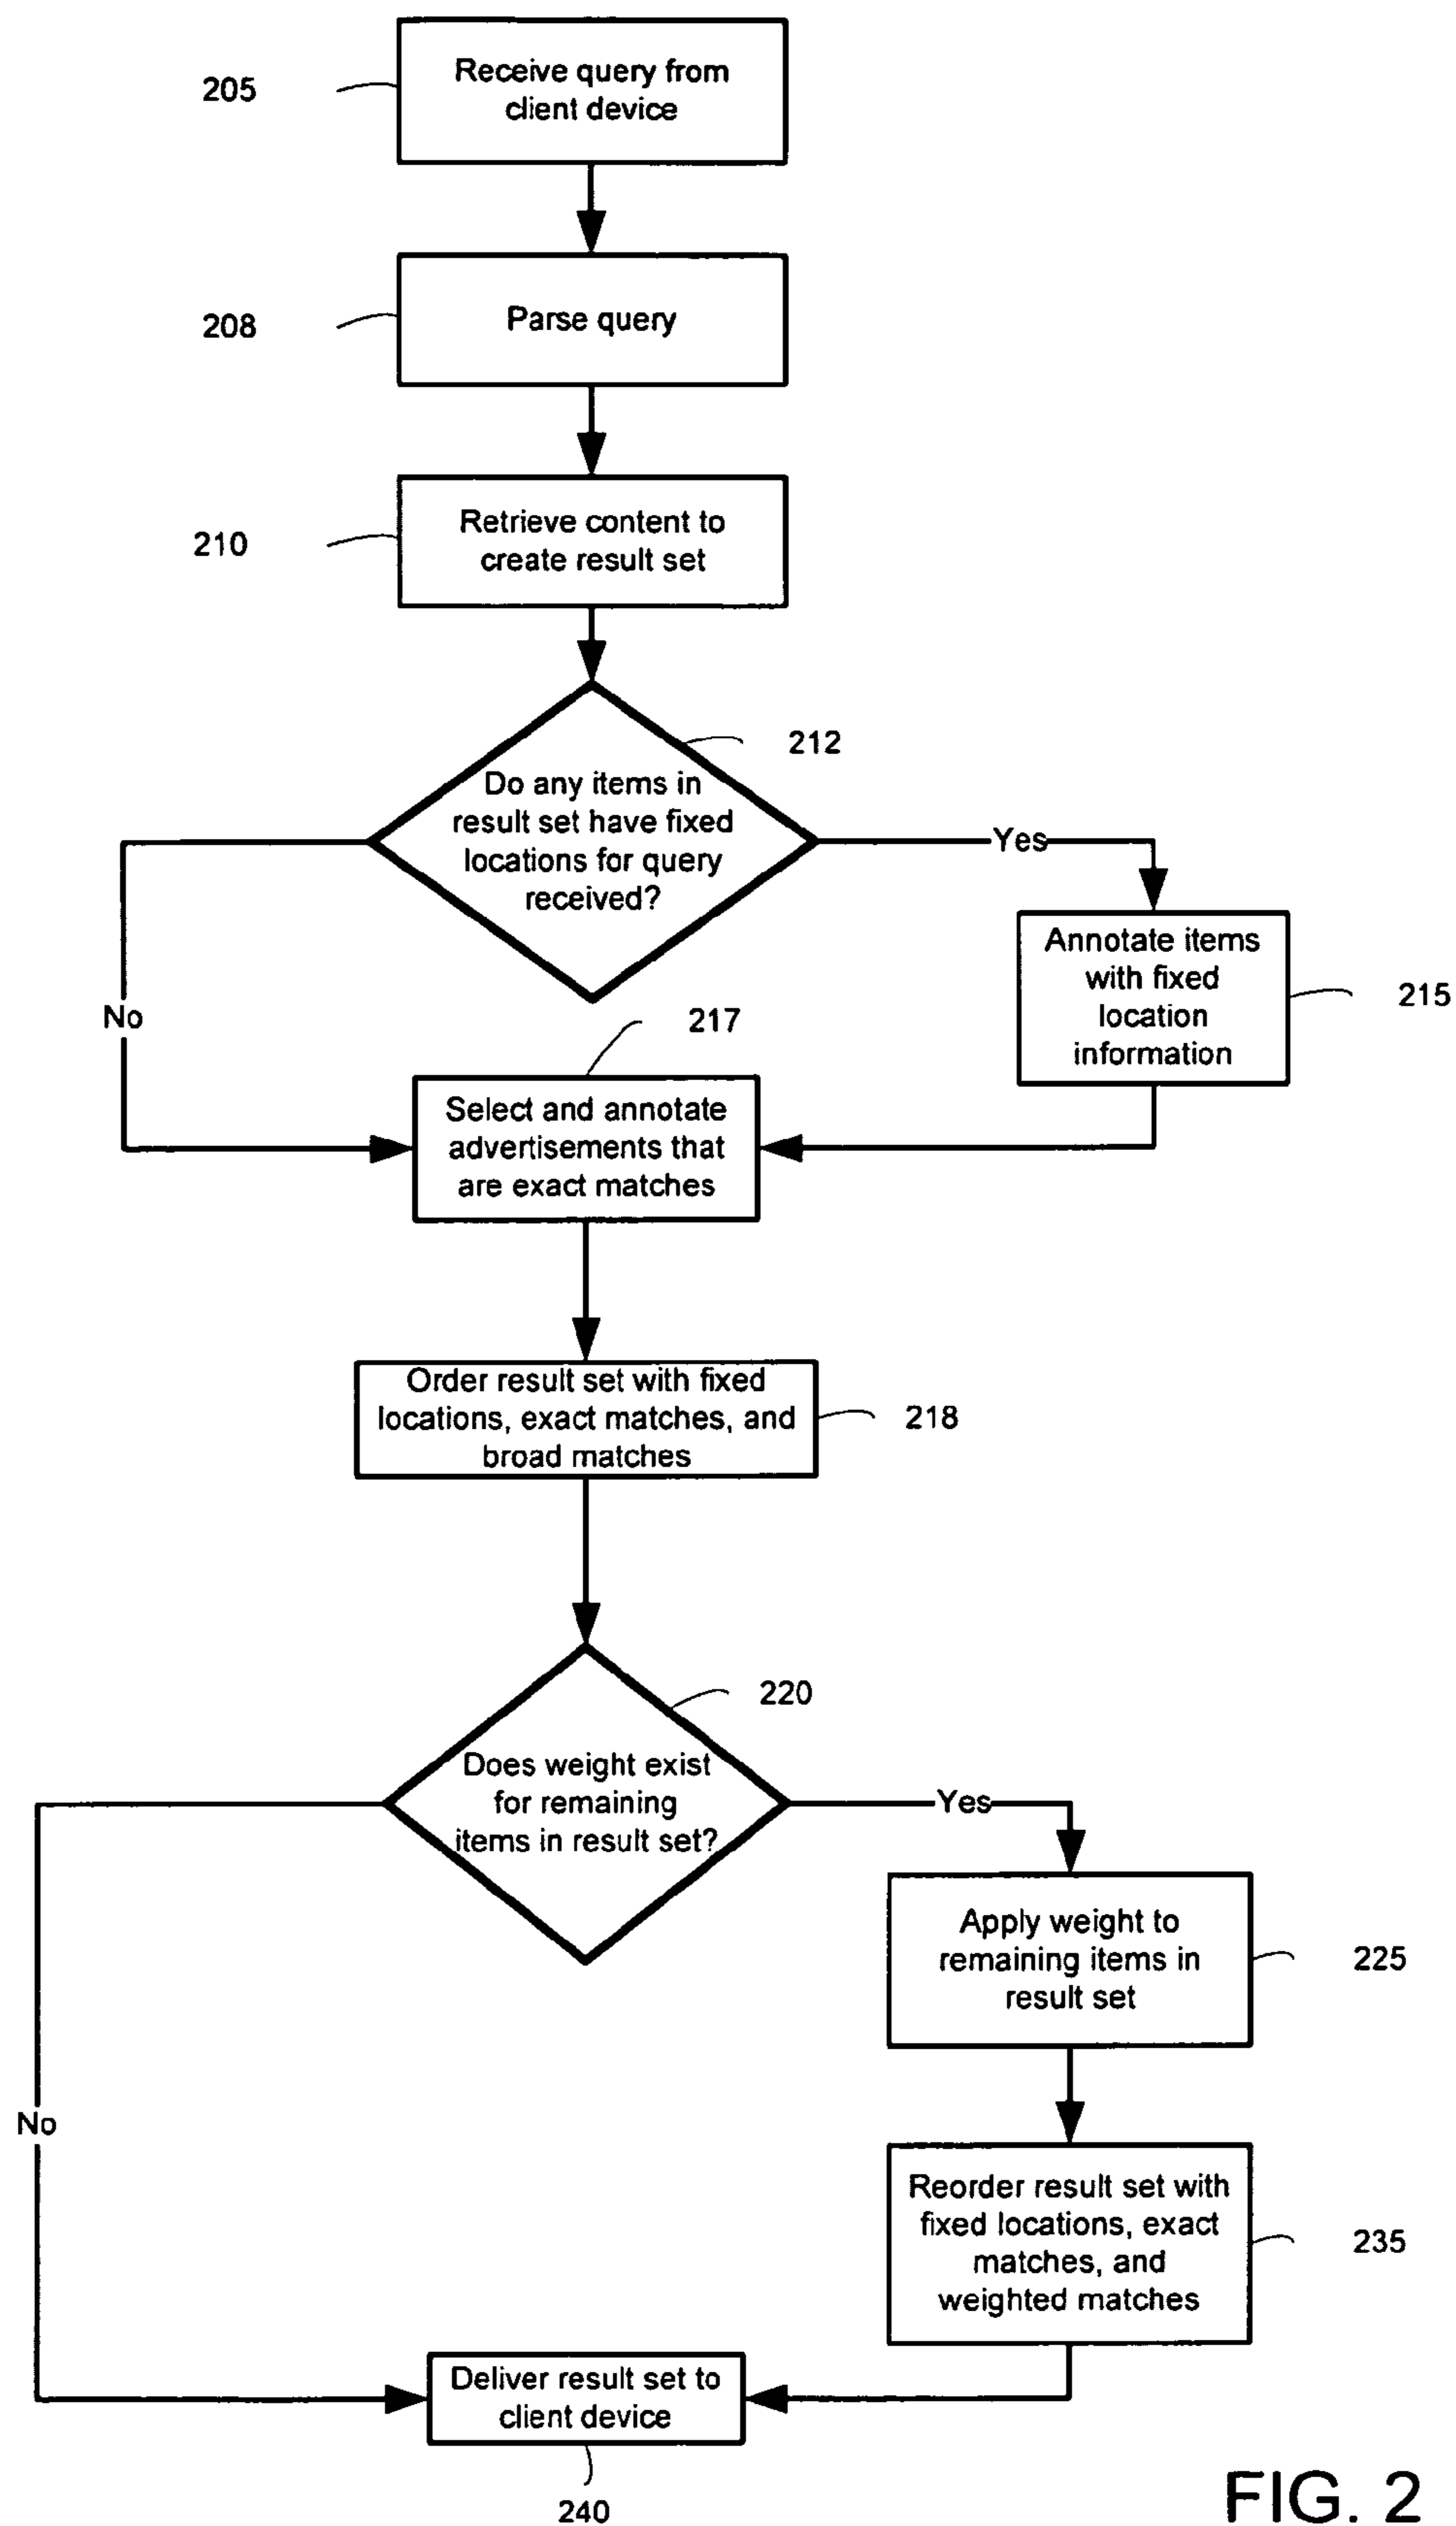 205
Receive query from
client device
208
Parse query
210
Retrieve content to
create result set
212
Do any items in
result set have fixed
locations for query
received?
Yes
No
Annotate items
with fixed
location
information
215
217
Select and annotate
advertisements that
are exact matches
Order result set with fixed
locations, exact matches, and
broad matches
218
220
Does weight exist
for remaining
items in result set?
Yes
No
Apply weight to
remaining items in
result set
225
Reorder result set with
fixed locations, exact
matches, and
weighted matches
235
Deliver result set to
client device
240
FIG. 2